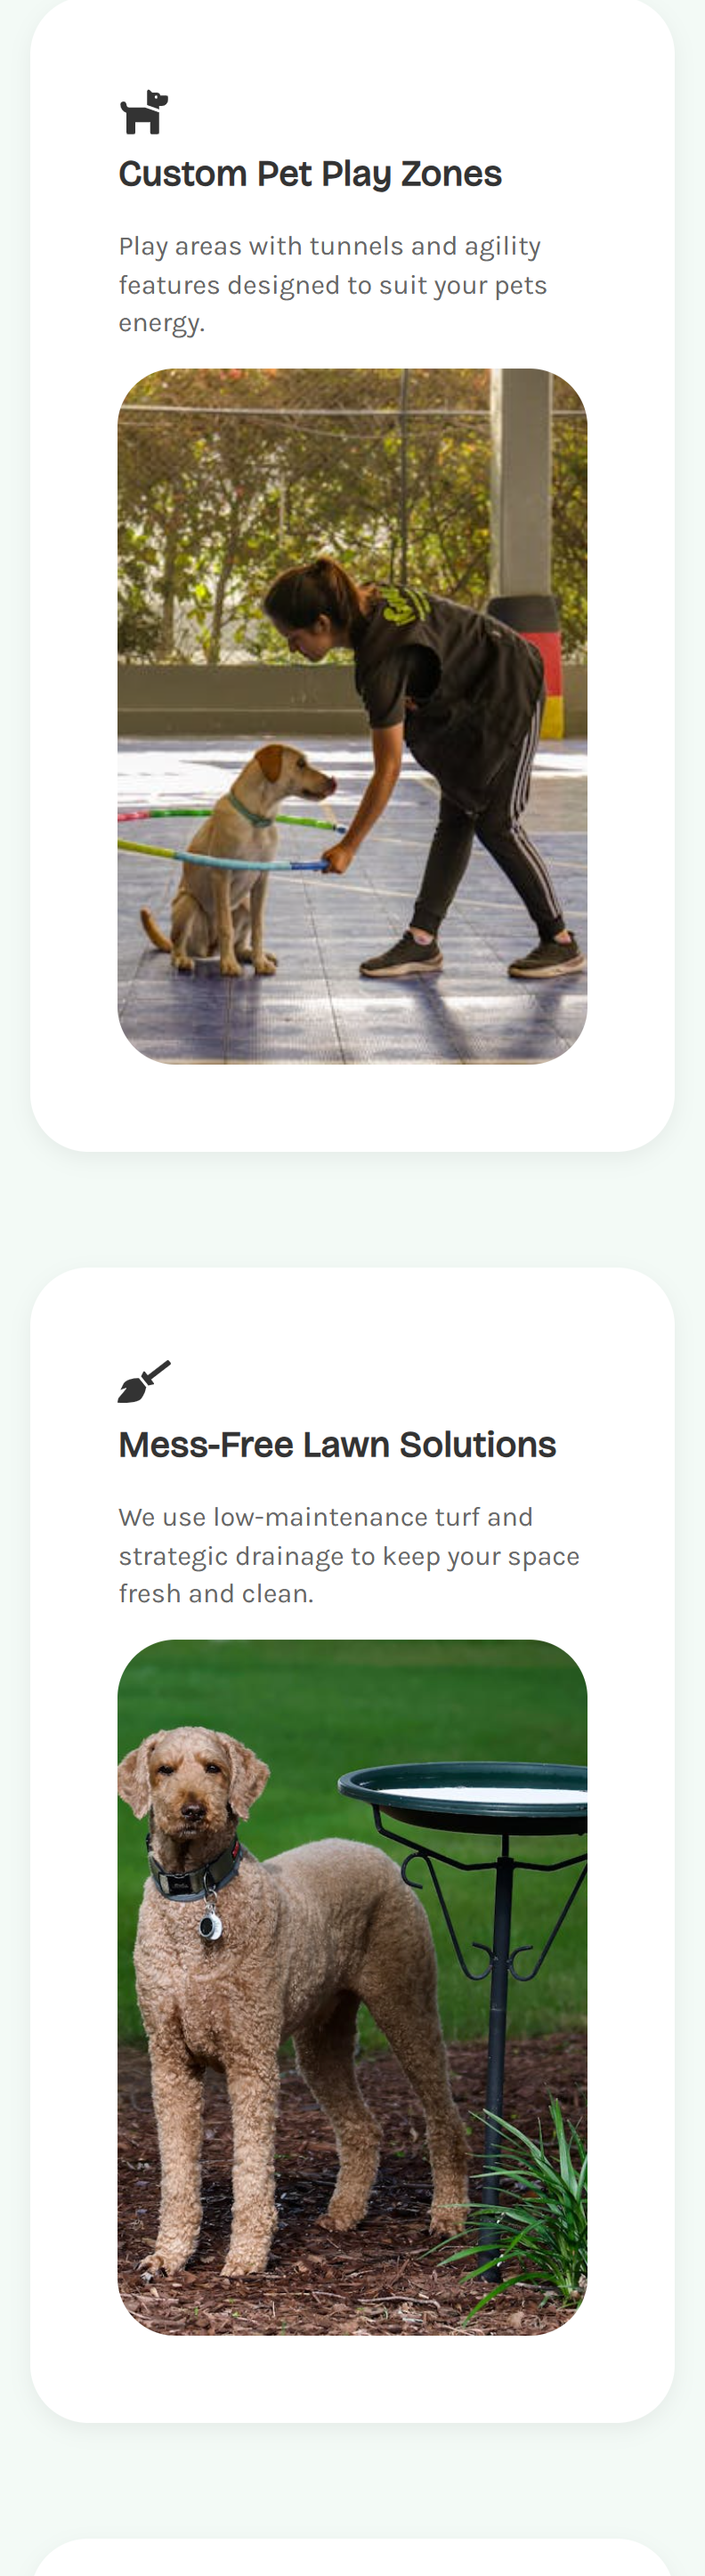 Custom Pet Play Zones
Play areas with tunnels and agility
features designed to suit your pets
energy.
Mess-Free Lawn Solutions
We use low-maintenance turf and
strategic drainage to keep your space
fresh and clean.